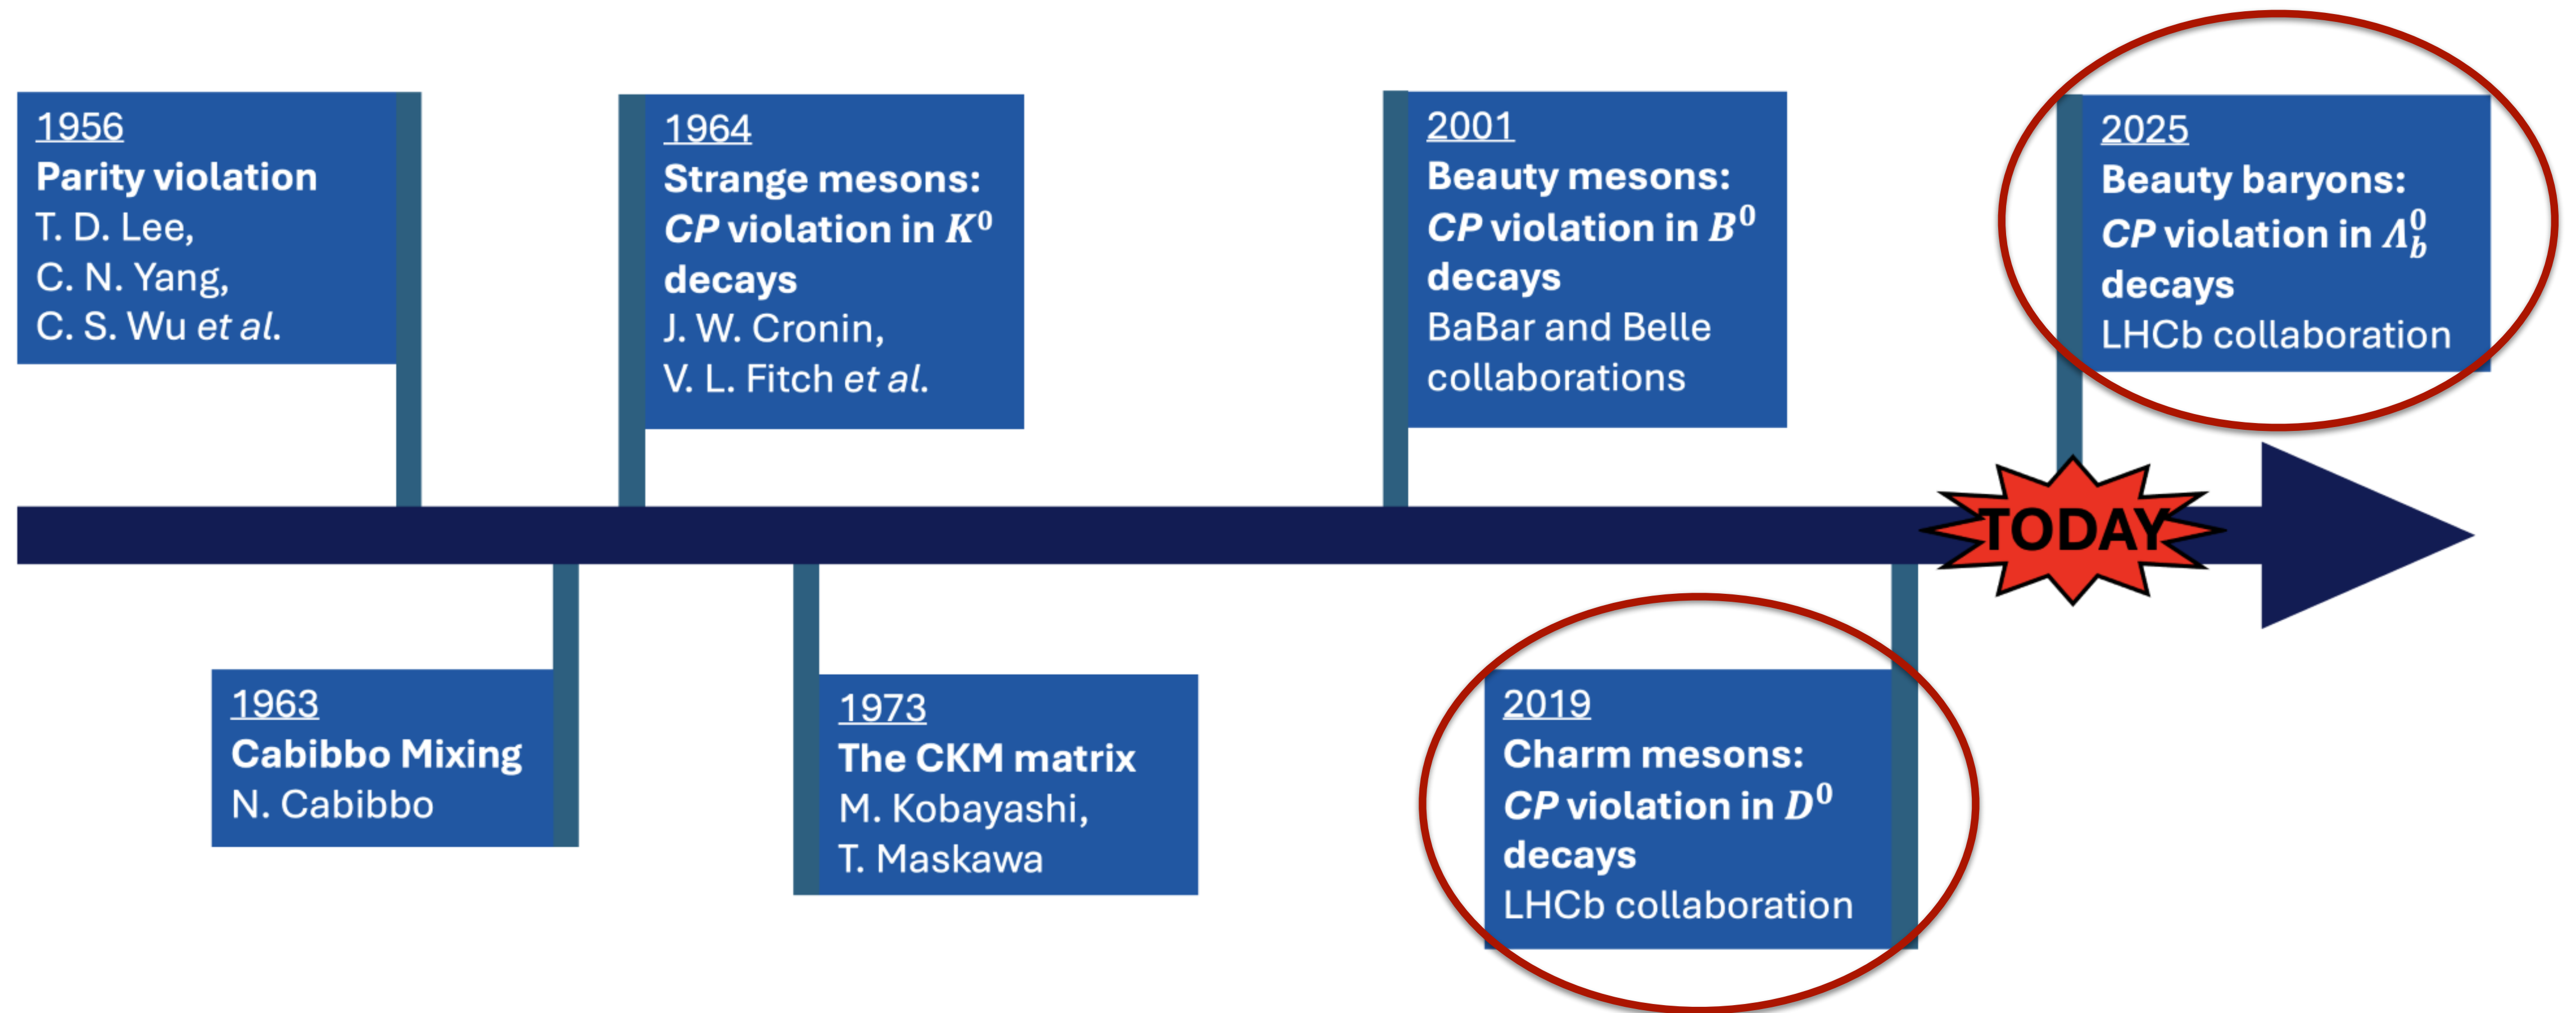 1956
Parity violation
T. D. Lee,
C. N. Yang,
C. S. Wu et al.
1964
Strange mesons:
CP violation in K⁰
decays
J. W. Cronin,
V. L. Fitch et al.
2001
Beauty mesons:
CP violation in B⁰
decays
BaBar and Belle
collaborations
2025
Beauty baryons:
CP violation in Λ_b^0
decays
LHCb collaboration
TODAY
1963
Cabibbo Mixing
N. Cabibbo
1973
The CKM matrix
M. Kobayashi,
T. Maskawa
2019
Charm mesons:
CP violation in D⁰
decays
LHCb collaboration